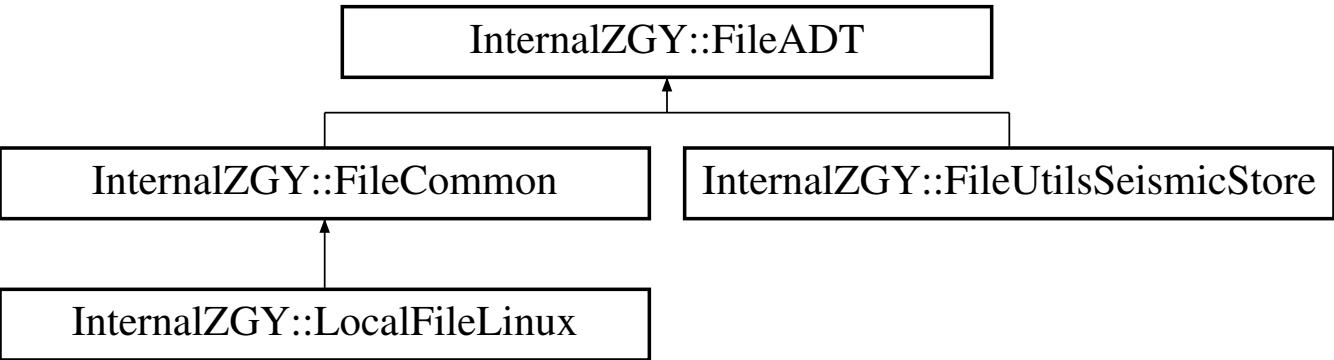 InternalZGY::FileADT
InternalZGY::FileCommon
InternalZGY::FileUtilsSeismicStore
InternalZGY::LocalFileLinux